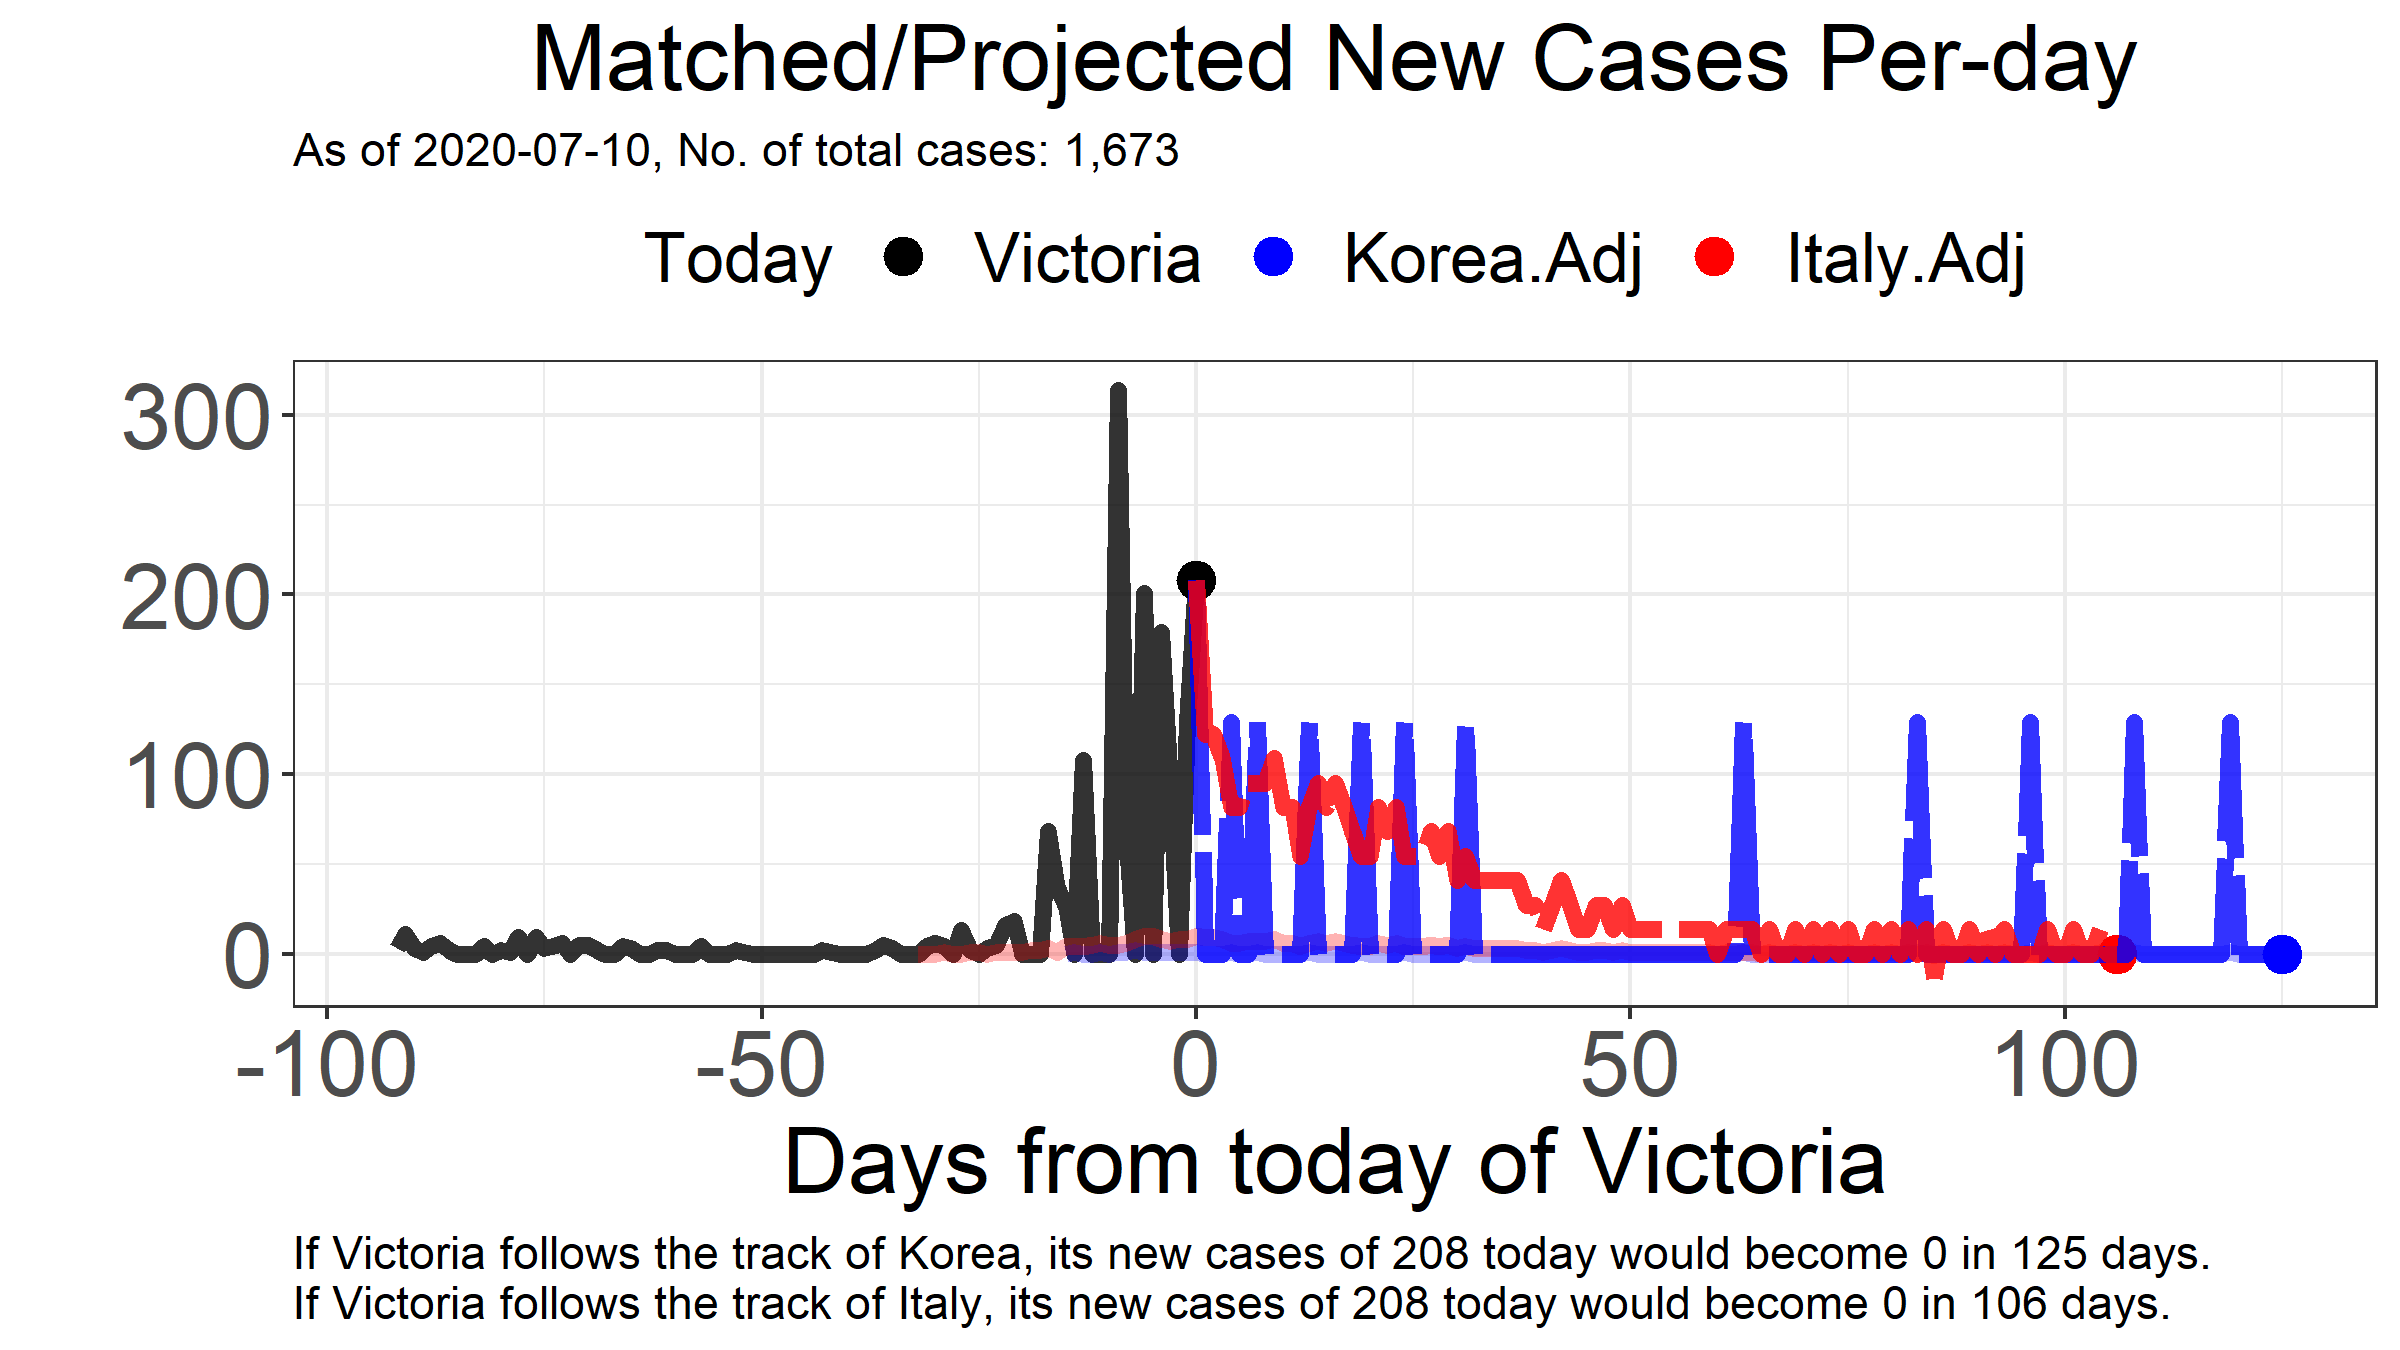 Matched/Projected New Cases Per-day
As of 2020-07-10, No. of total cases: 1,673
Today Victoria Korea.Adj Italy.Adj
300
200
100
0
-100 -50 0 50 100
Days from today of Victoria
If Victoria follows the track of Korea, its new cases of 208 today would become 0 in 125 days.
If Victoria follows the track of Italy, its new cases of 208 today would become 0 in 106 days.